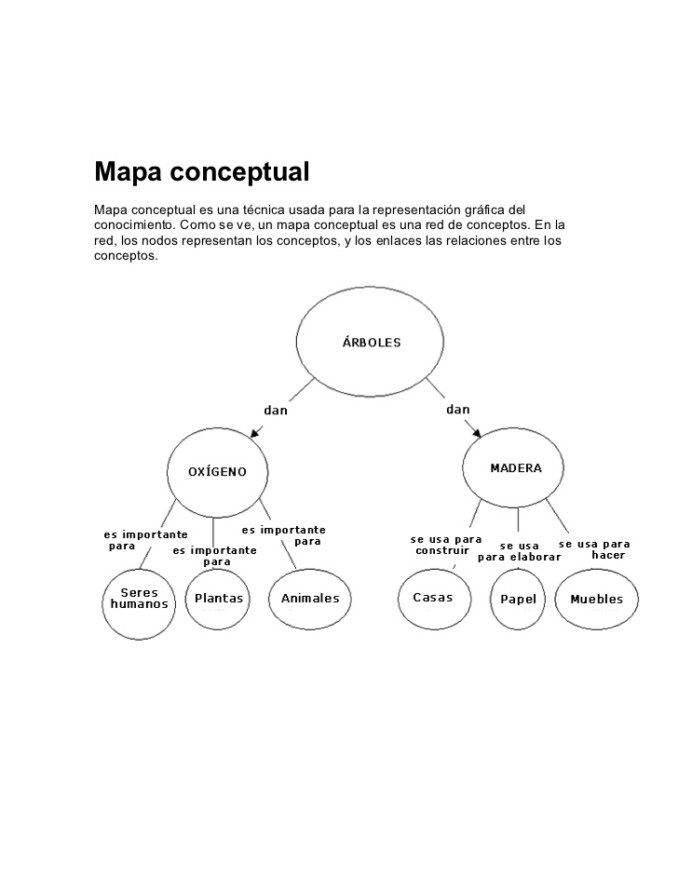 Mapa conceptual
Mapa conceptual es una técnica usada para la representación gráfica del
conocimiento. Como se ve, un mapa conceptual es una red de conceptos. En la
red, los nodos representan los conceptos, y los enlaces las relaciones entre los
conceptos.
ÁRBOLES
dan
dan
OXÍGENO
MADERA
es importante
para
es importante
para
es importante
para
se usa para
construir
se usa
para elaborar
se usa para
hacer
Seres
humanos
Plantas
Animales
Casas
Papel
Muebles